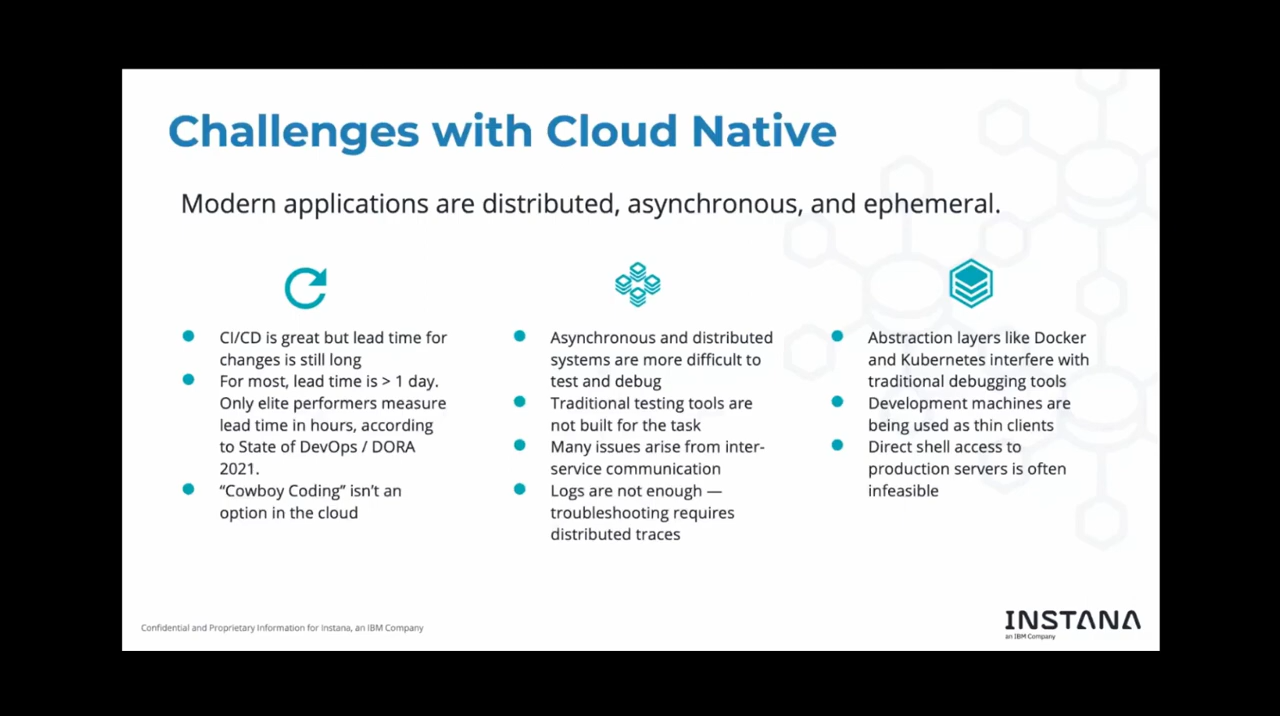 Challenges with Cloud Native
Modern applications are distributed, asynchronous, and ephemeral.
CI/CD is great but lead time for
changes is still long
For most, lead time is > 1 day.
Only elite performers measure
lead time in hours, according
to State of DevOps / DORA
2021.
“Cowboy Coding” isn’t an
option in the cloud
Asynchronous and distributed
systems are more difficult to
test and debug
Traditional testing tools are
not built for the task
Many issues arise from inter-
service communication
Logs are not enough —
troubleshooting requires
distributed traces
Abstraction layers like Docker
and Kubernetes interfere with
traditional debugging tools
Development machines are
being used as thin clients
Direct shell access to
production servers is often
infeasible
Confidential and Proprietary Information for Instana, an IBM Company
INSTANA
an IBM Company